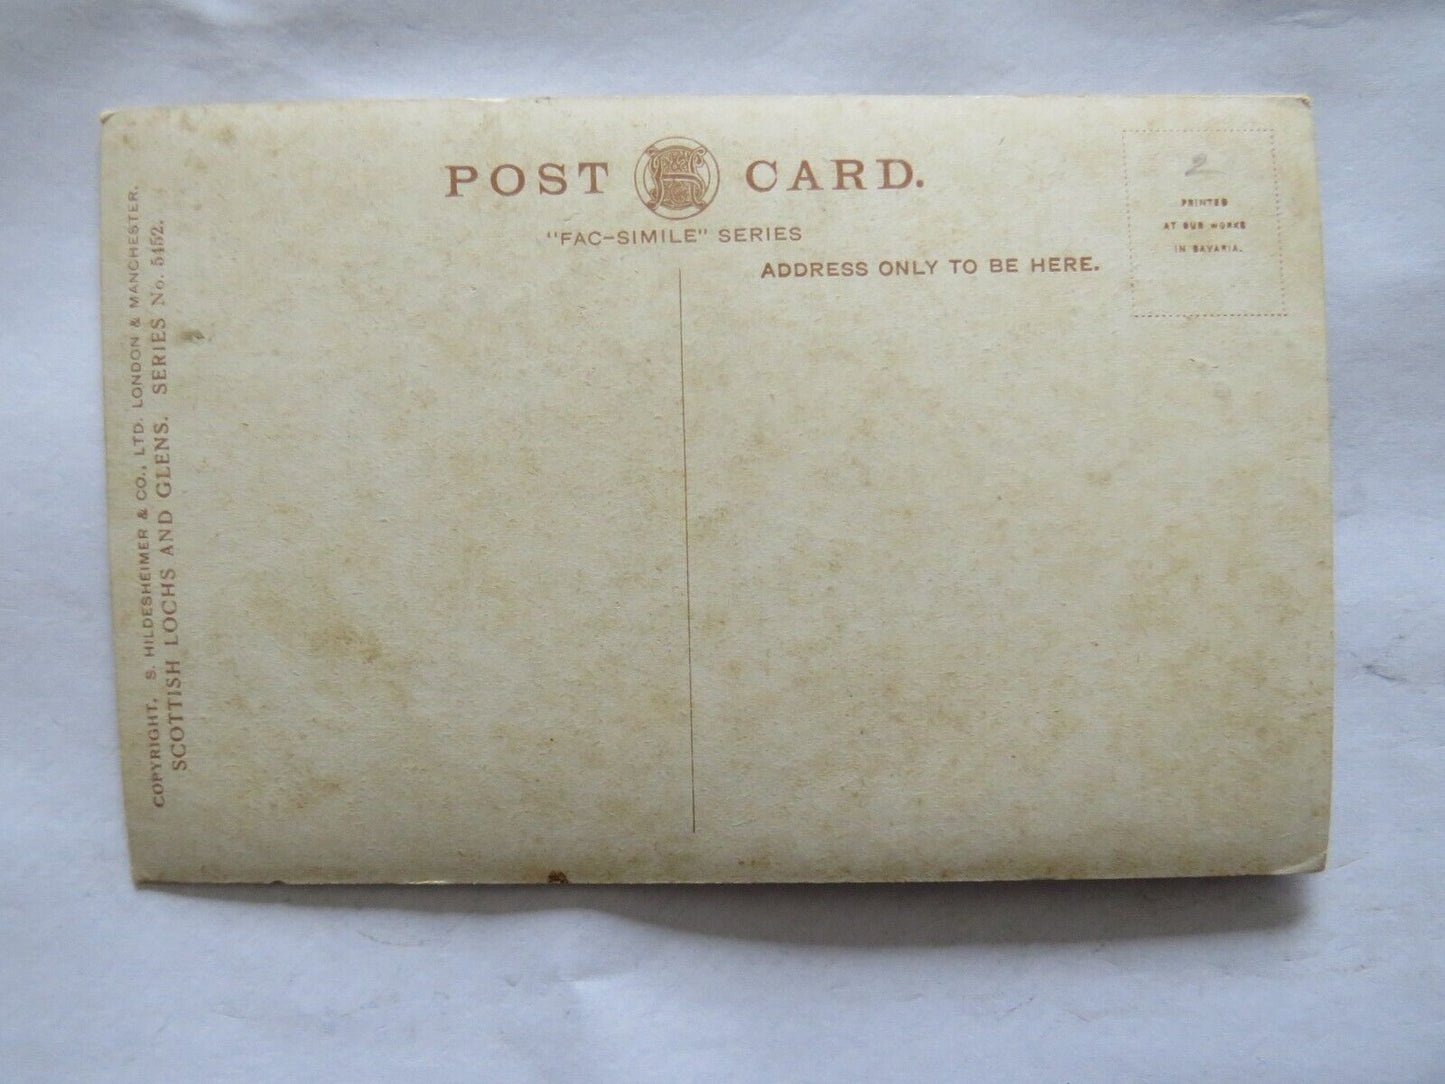 POST CARD.
"FAC-SIMILE" SERIES
ADDRESS ONLY TO BE HERE.
2
PRINTED
AT OUR WORKS
IN BAVARIA.
COPYRIGHT. S. HILDESHEIMER & CO., LTD. LONDON & MANCHESTER.
SCOTTISH LOCHS AND GLENS. SERIES No. 5452.